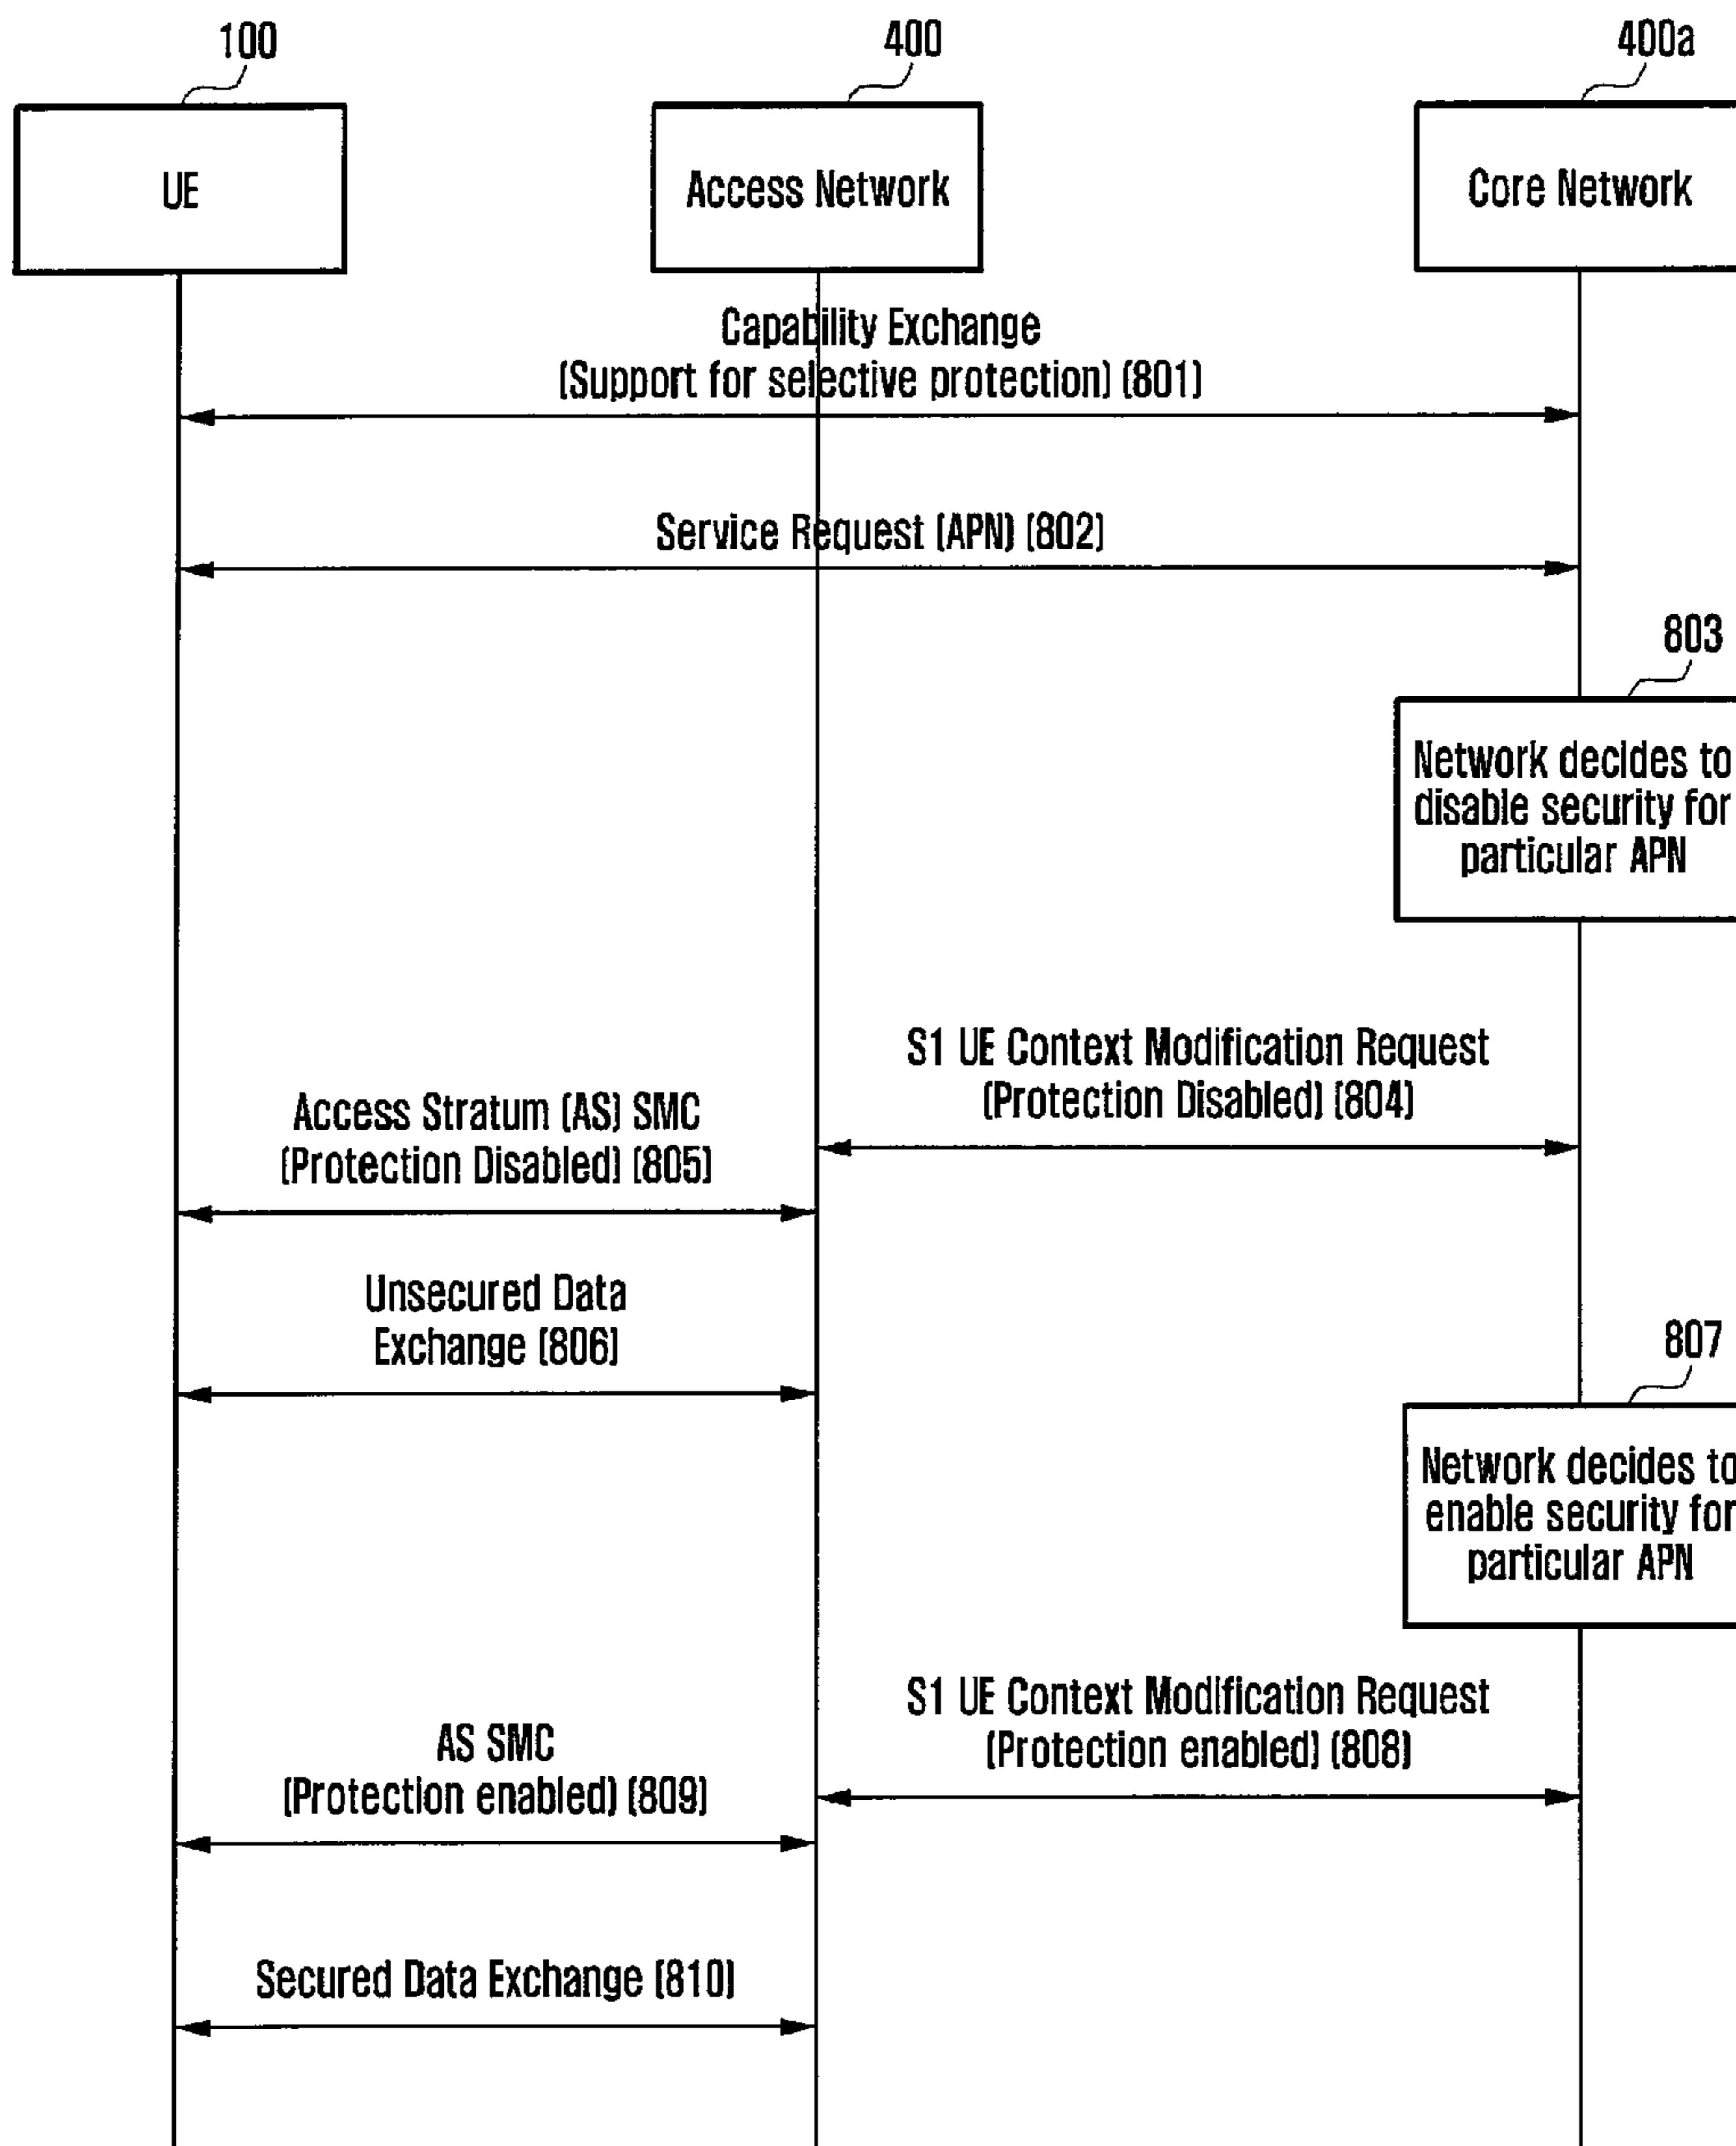 100
400
400a
UE
Access Network
Core Network
Capability Exchange
(Support for selective protection) (801)
Service Request (APN) (802)
803
Network decides to
disable security for
particular APN
S1 UE Context Modification Request
(Protection Disabled) (804)
Access Stratum (AS) SMC
(Protection Disabled) (805)
Unsecured Data
Exchange (806)
807
Network decides to
enable security for
particular APN
S1 UE Context Modification Request
(Protection enabled) (808)
AS SMC
(Protection enabled) (809)
Secured Data Exchange (810)